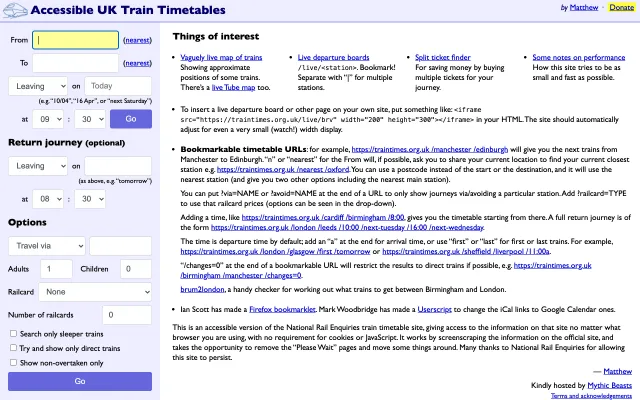 Accessible UK Train Timetables
by Matthew · Donate
From
(nearest)
To
(nearest)
Leaving
on
Today
(e.g. "10/04", "16 Apr", or "next Saturday")
at
09
:
30
Go
Return journey (optional)
Leaving
on
(as above, e.g. "tomorrow")
at
08
:
30
Options
Travel via
Adults
1
Children
0
Railcard
None
Number of railcards
0
Search only sleeper trains
Try and show only direct trains
Show non-overtaken only
Go
Things of interest
• Vaguely live map of trains
Showing approximate
positions of some trains.
There's a live Tube map too.
• Live departure boards
/live/<station>. Bookmark!
Separate with "|" for multiple
stations.
• Split ticket finder
For saving money by buying
multiple tickets for your
journey.
• Some notes on performance
How this site tries to be as
small and fast as possible.
• To insert a live departure board or other page on your own site, put something like: <iframe
src="https://traintimes.org.uk/live/brv" width="200" height="300"></iframe> in your HTML. The site should automatically
adjust for even a very small (watch!) width display.
• Bookmarkable timetable URLs: for example, https://traintimes.org.uk /manchester /edinburgh will give you the next trains from
Manchester to Edinburgh. "n" or "nearest" for the From will, if possible, ask you to share your current location to find your current closest
station e.g. https://traintimes.org.uk /nearest /oxford. You can use a postcode instead of the start or the destination, and it will use the
nearest station (and give you two other options including the nearest main station).
You can put ?via=NAME or ?avoid=NAME at the end of a URL to only show journeys via/avoiding a particular station. Add ?railcard=TYPE
to use that railcard prices (options can be seen in the drop-down).
Adding a time, like https://traintimes.org.uk /cardiff /birmingham /8:00, gives you the timetable starting from there. A full return journey is of
the form https://traintimes.org.uk /london /leeds /10:00 /next-tuesday /16:00 /next-wednesday.
The time is departure time by default; add an "a" at the end for arrival time, or use "first" or "last" for first or last trains. For example,
https://traintimes.org.uk /london /glasgow /first /tomorrow or https://traintimes.org.uk /sheffield /liverpool /11:00a.
"/changes=0" at the end of a bookmarkable URL will restrict the results to direct trains if possible, e.g. https://traintimes.org.uk
/birmingham /manchester /changes=0.
brum2london, a handy checker for working out what trains to get between Birmingham and London.
• Ian Scott has made a Firefox bookmarklet. Mark Woodbridge has made a Userscript to change the iCal links to Google Calendar ones.
This is an accessible version of the National Rail Enquiries train timetable site, giving access to the information on that site no matter what
browser you are using, with no requirement for cookies or JavaScript. It works by screenscraping the information on the official site, and
takes the opportunity to remove the "Please Wait" pages and move some things around. Many thanks to National Rail Enquiries for allowing
this site to persist.
— Matthew
Kindly hosted by Mythic Beasts
Terms and acknowledgements